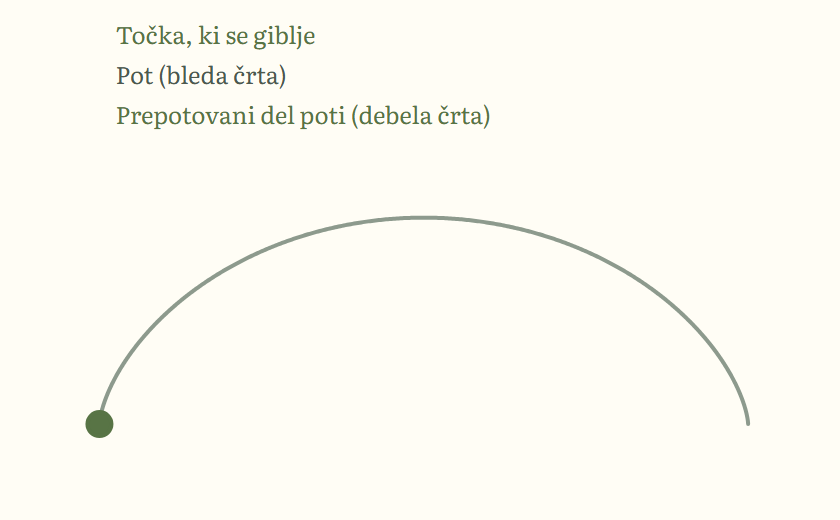 Točka, ki se giblje
Pot (bleda črta)
Prepotovani del poti (debela črta)